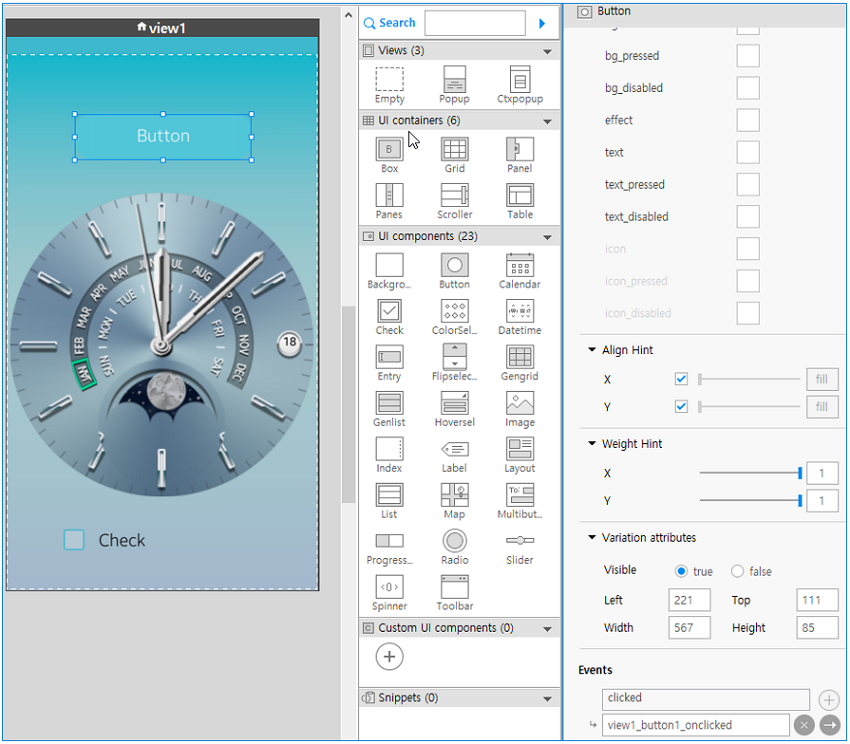 view1
Button
JAN FEB MAR APR MAY JUN JUL AUG OCT NOV DEC
SUN MON TUE TH FRI SAT
18
Check
Search
Views (3)
Empty Popup Ctxpopup
UI containers (6)
Box Grid Panel
Panes Scroller Table
UI components (23)
Backgro... Button Calendar
Check ColorSel... Datetime
Entry Flipselec... Gengrid
Genlist Hoversel Image
Index Label Layout
List Map Multibut...
Progress... Radio Slider
Spinner Toolbar
Custom UI components (0)
Snippets (0)
Button
bg_pressed
bg_disabled
effect
text
text_pressed
text_disabled
icon
icon_pressed
icon_disabled
Align Hint
X fill
Y fill
Weight Hint
X 1
Y 1
Variation attributes
Visible true false
Left 221 Top 111
Width 567 Height 85
Events
clicked
view1_button1_onclicked